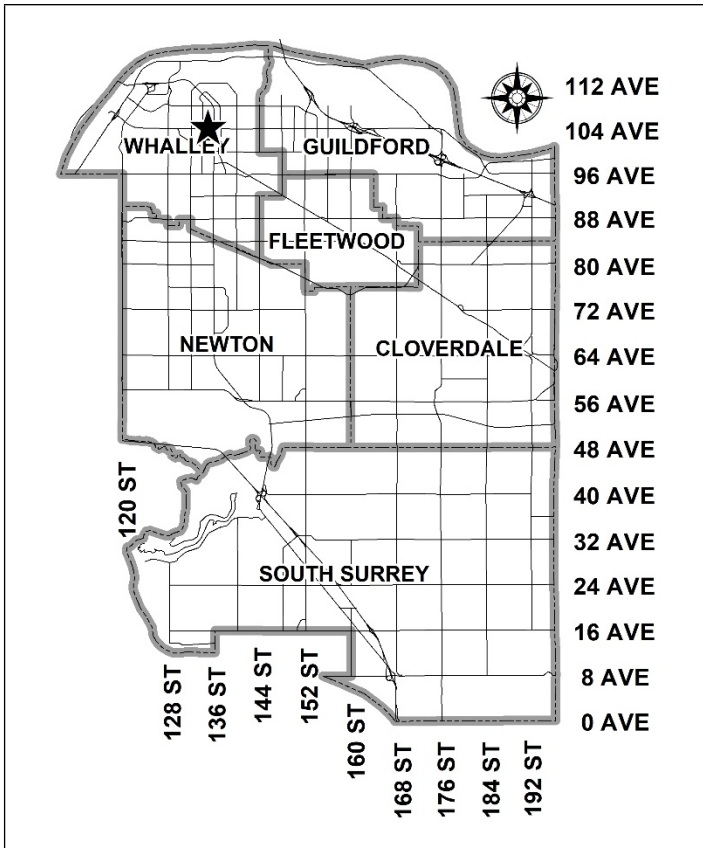 112 AVE
104 AVE
WHALLEY
GUILDFORD
96 AVE
88 AVE
FLEETWOOD
80 AVE
72 AVE
NEWTON
CLOVERDALE
64 AVE
56 AVE
48 AVE
120 ST
40 AVE
32 AVE
SOUTH SURREY
24 AVE
16 AVE
8 AVE
0 AVE
128 ST
136 ST
144 ST
152 ST
160 ST
168 ST
176 ST
184 ST
192 ST